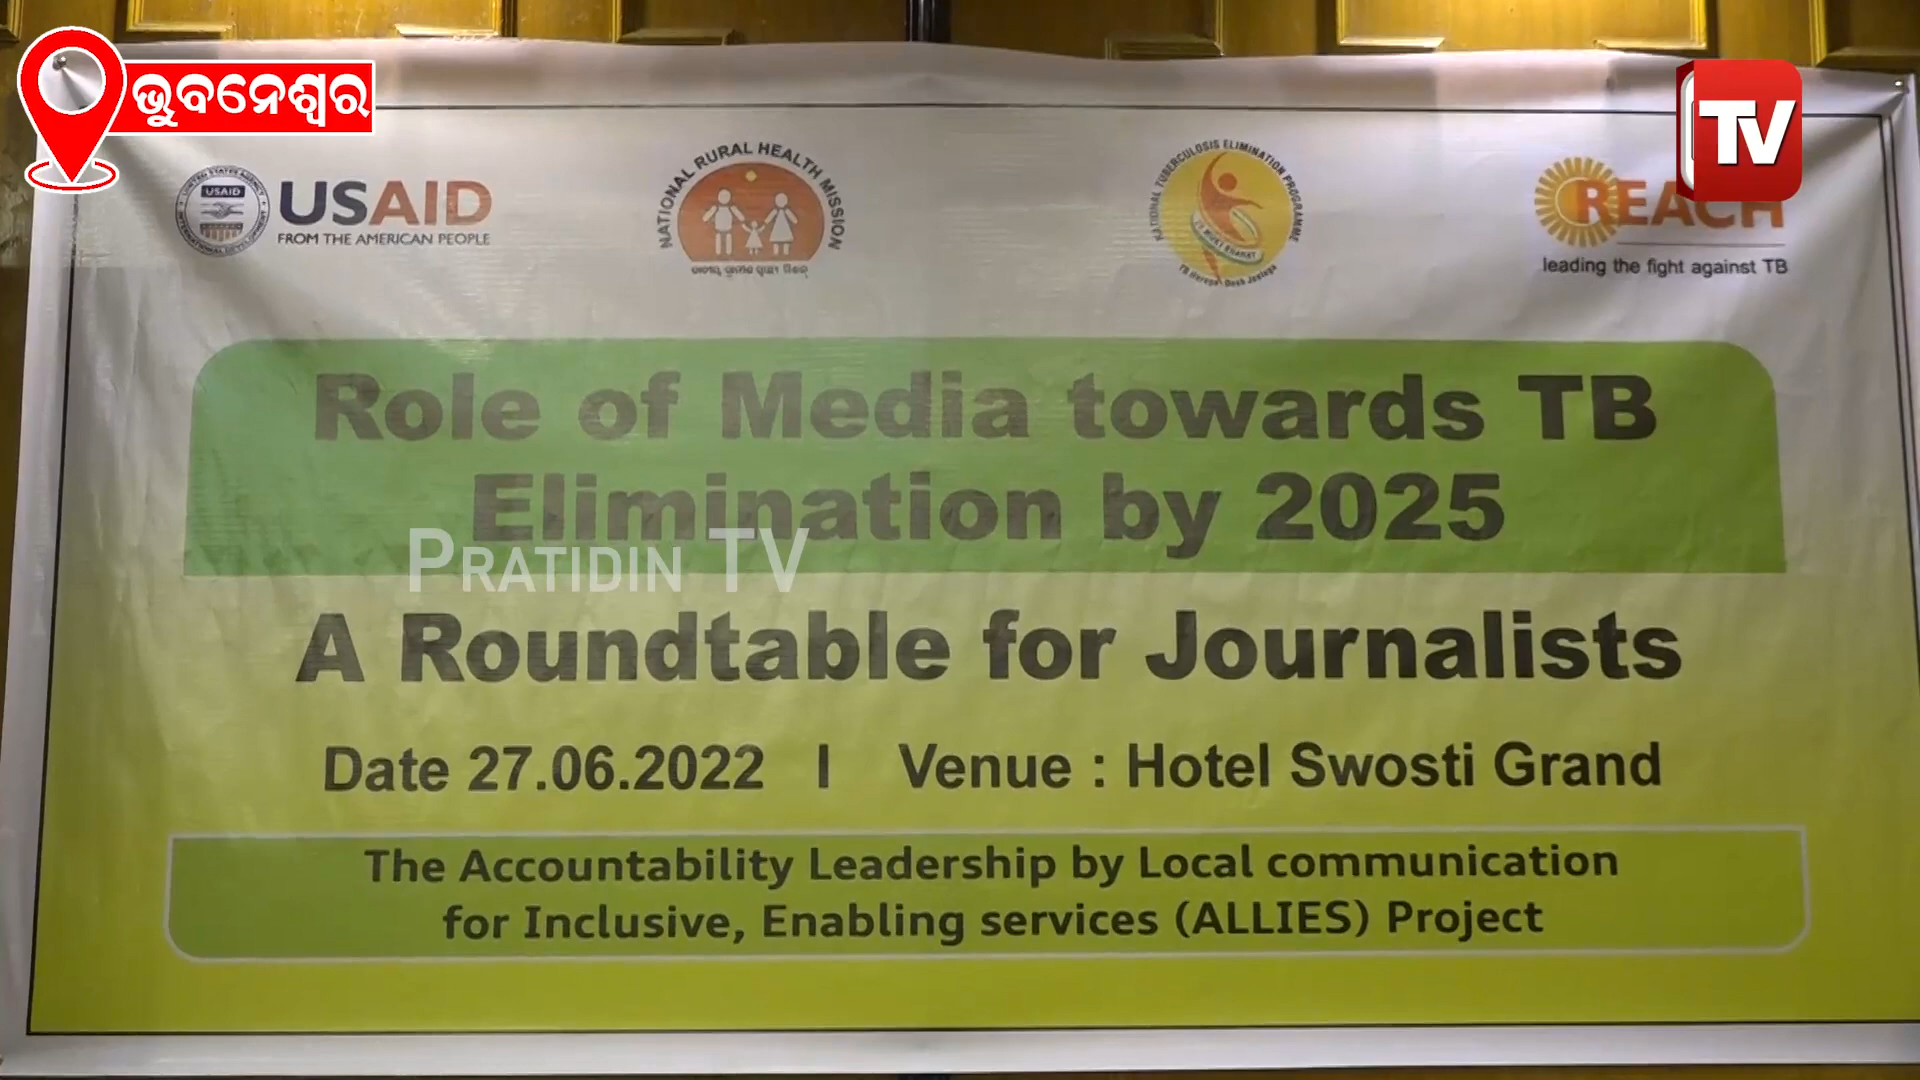 ଭୁବନେଶ୍ୱର
TV
USAID
USAID
FROM THE AMERICAN PEOPLE
NATIONAL RURAL HEALTH MISSION
ଜାତୀୟ ଗ୍ରାମୀଣ ସ୍ୱାସ୍ଥ୍ୟ ମିଶନ୍
NATIONAL TUBERCULOSIS ELIMINATION PROGRAMME
REACH
leading the fight against TB
Role of Media towards TB
Elimination by 2025
PRATIDIN TV
A Roundtable for Journalists
Date 27.06.2022 I Venue : Hotel Swosti Grand
The Accountability Leadership by Local communication
for Inclusive, Enabling services (ALLIES) Project